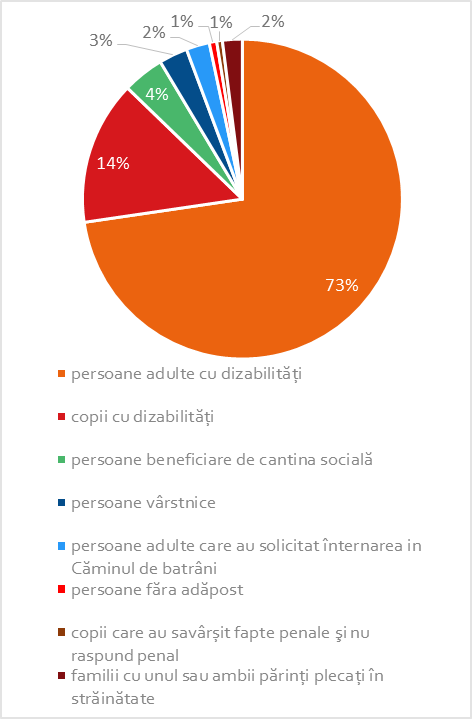 1%
1%
2%
2%
3%
4%
14%
73%
persoane adulte cu dizabilități
copii cu dizabilități
persoane beneficiare de cantina socială
persoane vârstnice
persoane adulte care au solicitat înternarea in
Căminul de batrâni
persoane făra adăpost
copii care au savârșit fapte penale şi nu
raspund penal
familii cu unul sau ambii părinți plecați în
străinătate